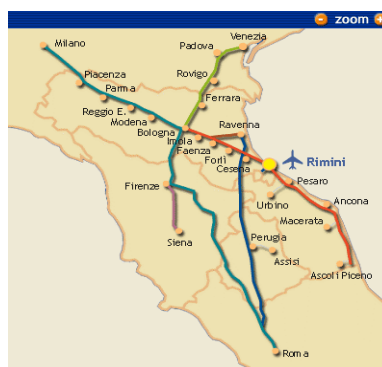 zoom
Milano
Venezia
Padova
Piacenza
Rovigo
Parma
Ferrara
Reggio E.
Modena
Ravenna
Bologna
Imola
Faenza
Forlì
Rimini
Cesena
Pesaro
Firenze
Urbino
Ancona
Macerata
Siena
Perugia
Assisi
Ascoli Piceno
Roma